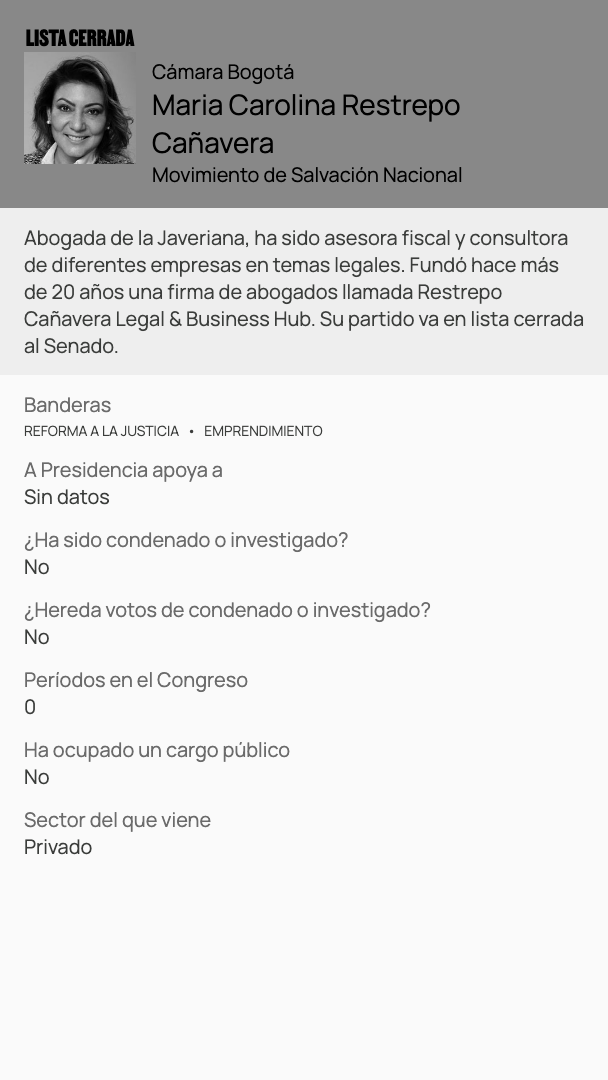 LISTA CERRADA
Cámara Bogotá
Maria Carolina Restrepo
Cañavera
Movimiento de Salvación Nacional
Abogada de la Javeriana, ha sido asesora fiscal y consultora
de diferentes empresas en temas legales. Fundó hace más
de 20 años una firma de abogados llamada Restrepo
Cañavera Legal & Business Hub. Su partido va en lista cerrada
al Senado.
Banderas
REFORMA A LA JUSTICIA • EMPRENDIMIENTO
A Presidencia apoya a
Sin datos
¿Ha sido condenado o investigado?
No
¿Hereda votos de condenado o investigado?
No
Períodos en el Congreso
0
Ha ocupado un cargo público
No
Sector del que viene
Privado